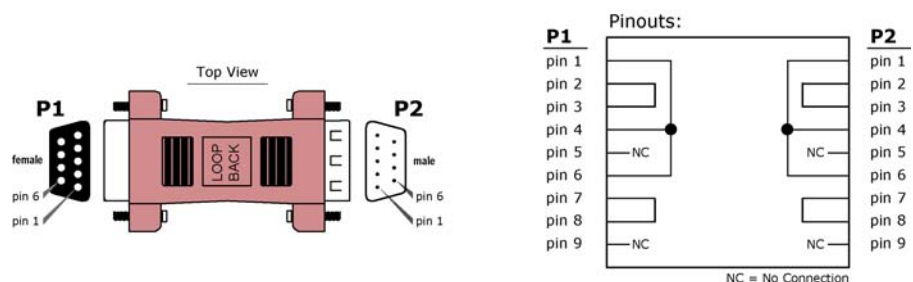 Top View
P1
P2
female
male
pin 6
pin 1
LOOP
BACK
pin 6
pin 1
Pinouts:
P1
P2
pin 1
pin 2
pin 3
pin 4
pin 5
pin 6
pin 7
pin 8
pin 9
NC
NC
NC
NC
pin 1
pin 2
pin 3
pin 4
pin 5
pin 6
pin 7
pin 8
pin 9
NC = No Connection